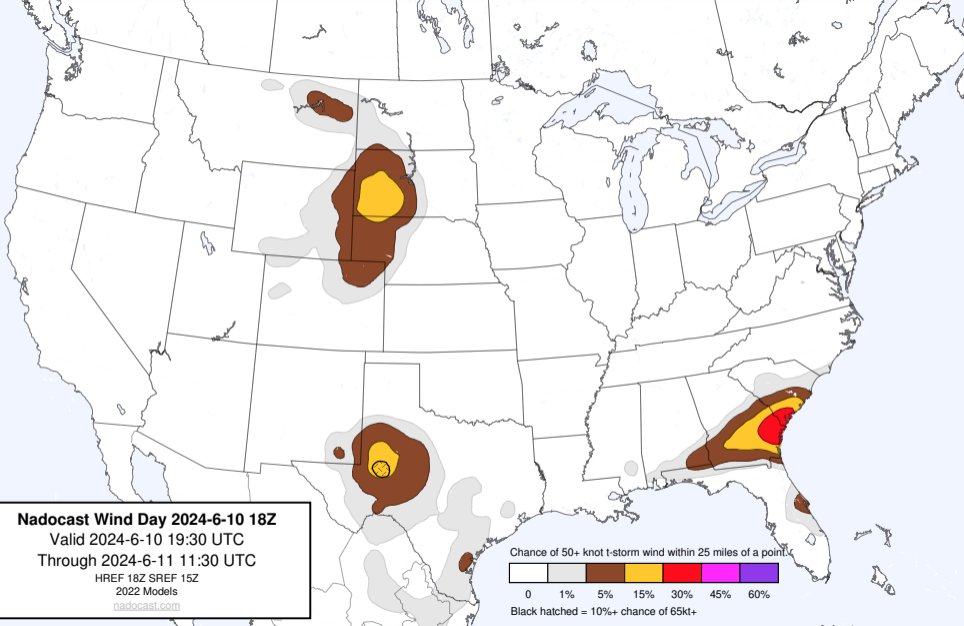 Nadocast Wind Day 2024-6-10 18Z
Valid 2024-6-10 19:30 UTC
Through 2024-6-11 11:30 UTC
HREF 18Z SREF 15Z
2022 Models
nadocast.com
Chance of 50+ knot t-storm wind within 25 miles of a point.
0 1% 5% 15% 30% 45% 60%
Black hatched = 10%+ chance of 65kt+